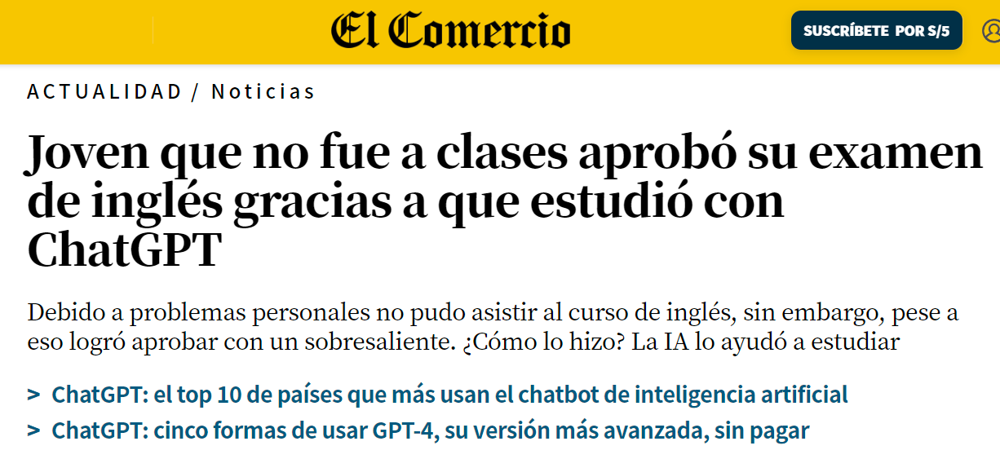 El Comercio
SUSCRÍBETE POR S/5
ACTUALIDAD / Noticias
Joven que no fue a clases aprobó su examen
de inglés gracias a que estudió con
ChatGPT
Debido a problemas personales no pudo asistir al curso de inglés, sin embargo, pese a
eso logró aprobar con un sobresaliente. ¿Cómo lo hizo? La IA lo ayudó a estudiar
> ChatGPT: el top 10 de países que más usan el chatbot de inteligencia artificial
> ChatGPT: cinco formas de usar GPT-4, su versión más avanzada, sin pagar